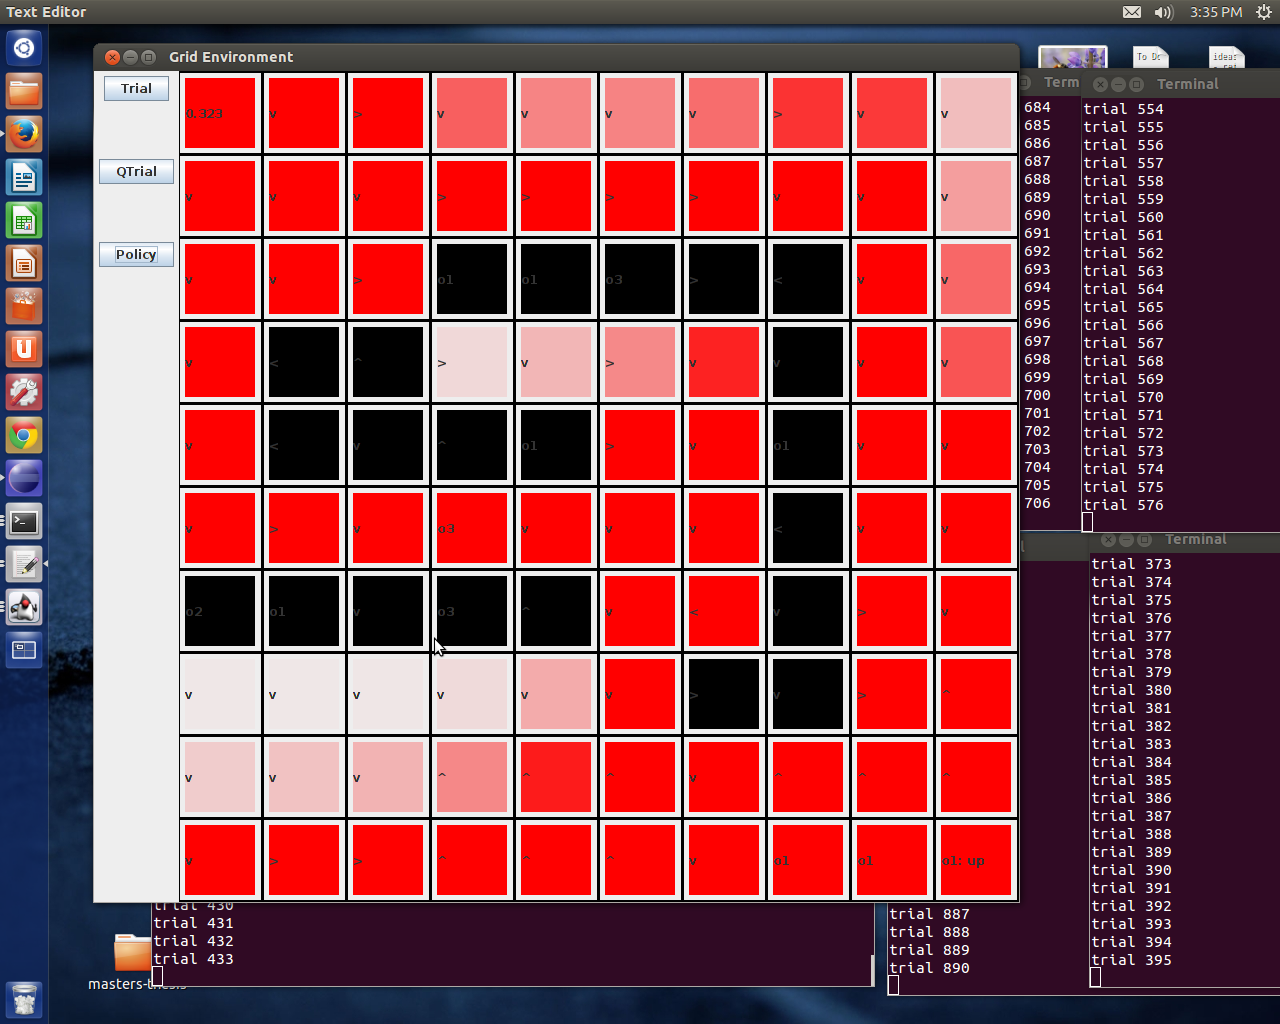 Text Editor
3:35 PM
Grid Environment
To Do
ideas
Trial
QTrial
Policy
0.323 v > v v v v > v v
v v v > > > > v v v
v v > o1 o1 o3 > < v v
v < ^ > v > v v v v
v < v ^ o1 > v o1 v v
v > v o3 v v v < v v
o2 o1 v o3 ^ v < v > v
v v v v v v > v > ^
v v v ^ ^ ^ v ^ ^ ^
v > > ^ ^ ^ v o1 o1 o1: up
Term
684
685
686
687
688
689
690
691
692
693
694
695
696
697
698
699
700
701
702
703
704
705
706
Terminal
trial 554
trial 555
trial 556
trial 557
trial 558
trial 559
trial 560
trial 561
trial 562
trial 563
trial 564
trial 565
trial 566
trial 567
trial 568
trial 569
trial 570
trial 571
trial 572
trial 573
trial 574
trial 575
trial 576
Terminal
trial 373
trial 374
trial 375
trial 376
trial 377
trial 378
trial 379
trial 380
trial 381
trial 382
trial 383
trial 384
trial 385
trial 386
trial 387
trial 388
trial 389
trial 390
trial 391
trial 392
trial 393
trial 394
trial 395
trial 430
trial 431
trial 432
trial 433
trial 887
trial 888
trial 889
trial 890